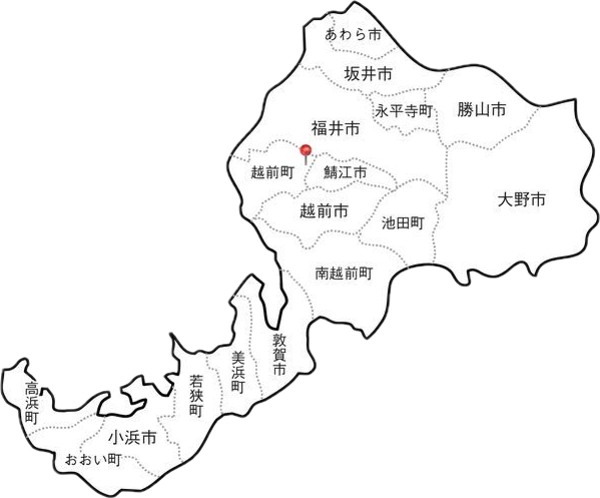 あわら市
坂井市
永平寺町
勝山市
福井市
越前町
鯖江市
大野市
越前市
池田町
南越前町
敦賀市
美浜町
若狭町
高浜町
小浜市
おおい町